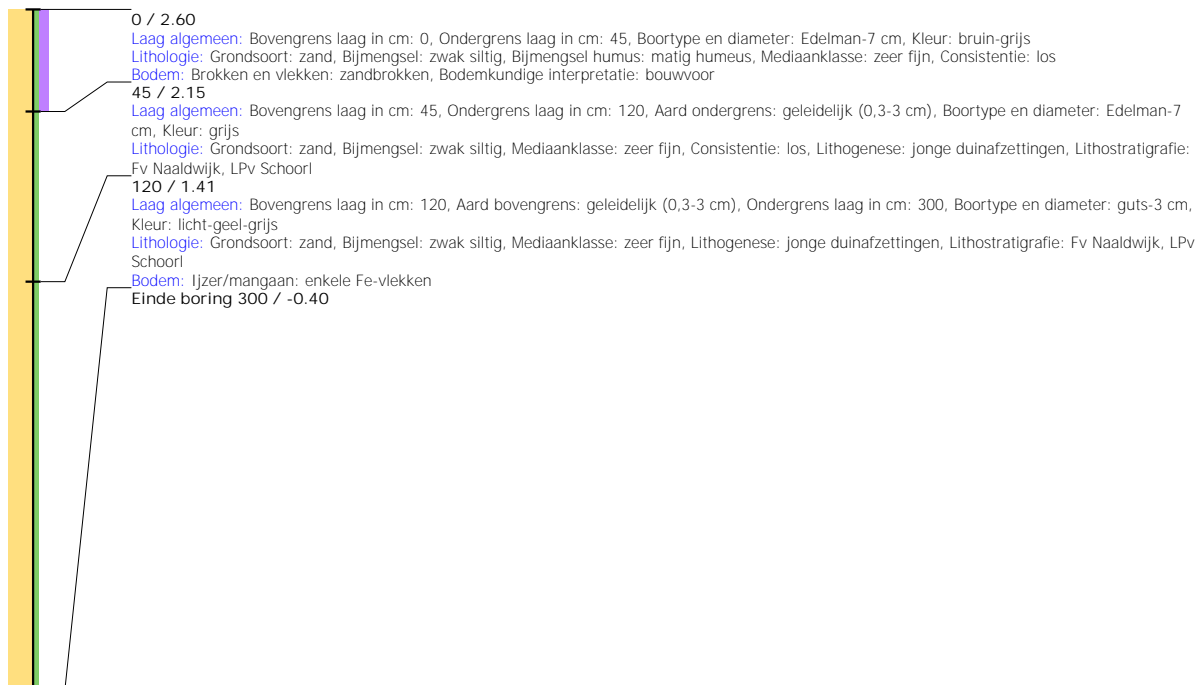 0 / 2.60
Laag algemeen: Bovengrens laag in cm: 0, Ondergrens laag in cm: 45, Boortype en diameter: Edelman-7 cm, Kleur: bruin-grijs
Lithologie: Grondsoort: zand, Bijmengsel: zwak siltig, Bijmengsel humus: matig humeus, Mediaanklasse: zeer fijn, Consistentie: los
Bodem: Brokken en vlekken: zandbrokken, Bodemkundige interpretatie: bouwvoor
45 / 2.15
Laag algemeen: Bovengrens laag in cm: 45, Ondergrens laag in cm: 120, Aard ondergrens: geleidelijk (0,3-3 cm), Boortype en diameter: Edelman-7
cm, Kleur: grijs
Lithologie: Grondsoort: zand, Bijmengsel: zwak siltig, Mediaanklasse: zeer fijn, Consistentie: los, Lithogenese: jonge duinafzettingen, Lithostratigrafie:
Fv Naaldwijk, LPv Schoorl
120 / 1.41
Laag algemeen: Bovengrens laag in cm: 120, Aard bovengrens: geleidelijk (0,3-3 cm), Ondergrens laag in cm: 300, Boortype en diameter: guts-3 cm,
Kleur: licht-geel-grijs
Lithologie: Grondsoort: zand, Bijmengsel: zwak siltig, Mediaanklasse: zeer fijn, Lithogenese: jonge duinafzettingen, Lithostratigrafie: Fv Naaldwijk, LPv
Schoorl
Bodem: Ijzer/mangaan: enkele Fe-vlekken
Einde boring 300 / -0.40